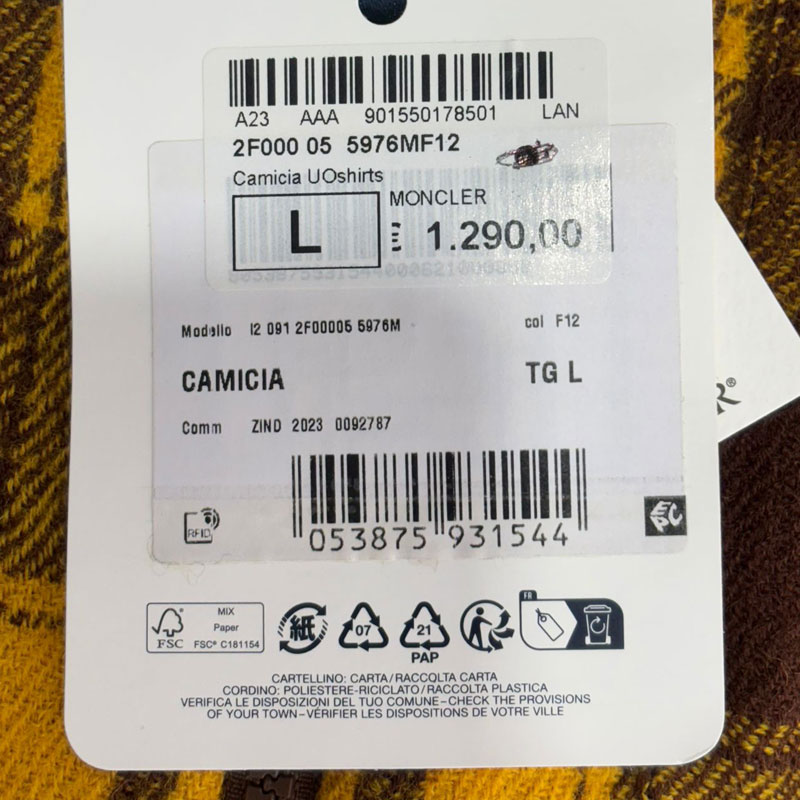 A23 AAA 901550178501 LAN
2F000 05 5976MF12
Camicia UOshirts
L
MONCLER
1.290,00
Modello I2 091 2F00005 5976M col F12
CAMICIA TG L
Comm ZIND 2023 0092787
R®
RFID
053875 931544
EPC
FSC
MIX
Paper
FSC® C181154
紙
07
21
PAP
FR
CARTELLINO: CARTA/RACCOLTA CARTA
CORDINO: POLIESTERE-RICICLATO/RACCOLTA PLASTICA
VERIFICA LE DISPOSIZIONI DEL TUO COMUNE–CHECK THE PROVISIONS
OF YOUR TOWN–VÉRIFIER LES DISPOSITIONS DE VOTRE VILLE